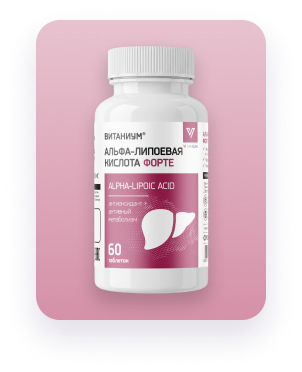 ВИТАНИУМ®
АЛЬФА-ЛИПОЕВАЯ
КИСЛОТА ФОРТЕ
ALPHA-LIPOIC ACID
антиоксидант +
активный
метаболизм
60
таблеток